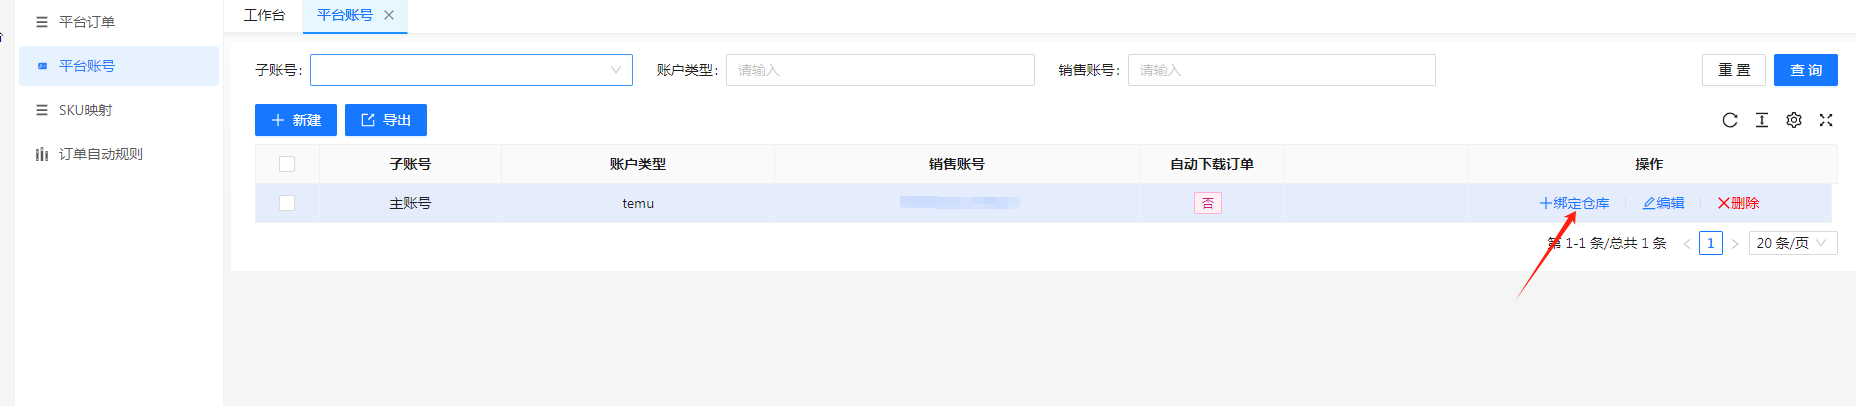 平台订单
平台账号
SKU映射
订单自动规则
工作台 平台账号
子账号: 账户类型: 请输入 销售账号: 请输入 重置 查询
新建 导出
子账号 账户类型 销售账号 自动下载订单 操作
主账号 temu 否 绑定仓库 编辑 删除
第 1-1 条/总共 1 条 1 20 条/页